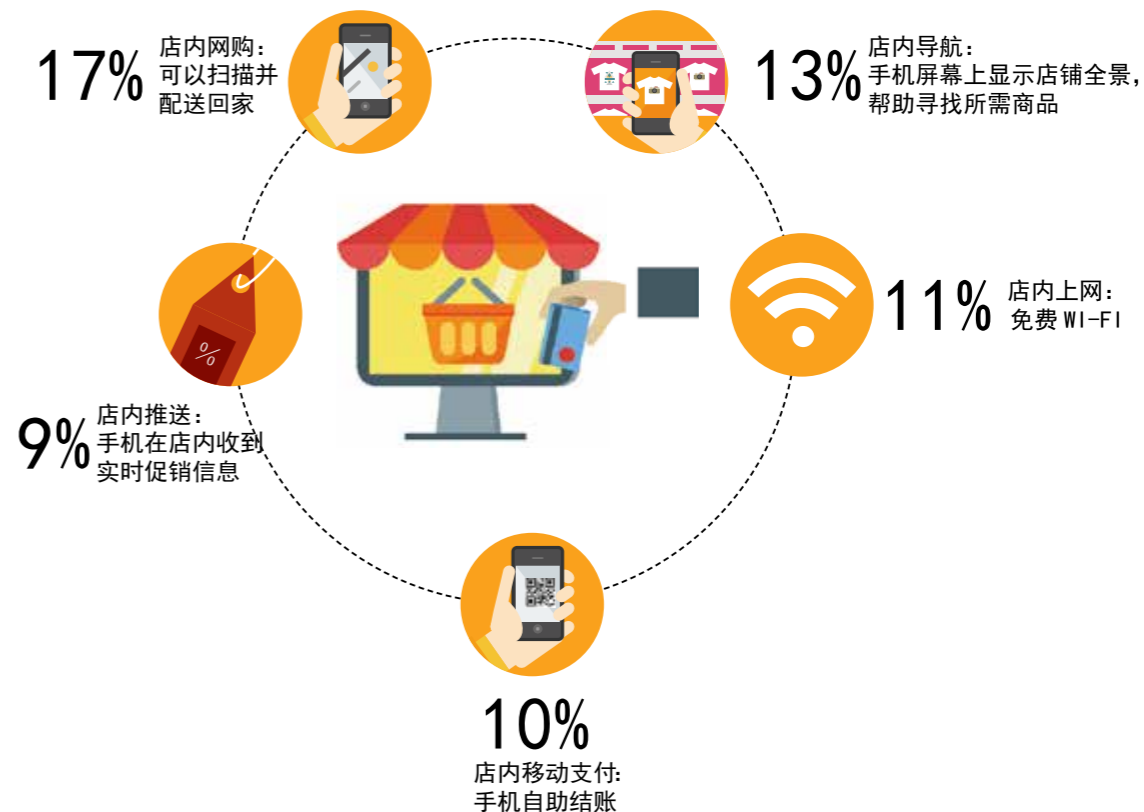 17%
店内网购：
可以扫描并
配送回家
13%
店内导航：
手机屏幕上显示店铺全景，
帮助寻找所需商品
11%
店内上网：
免费WI-FI
%
9%
店内推送：
手机在店内收到
实时促销信息
10%
店内移动支付：
手机自助结账